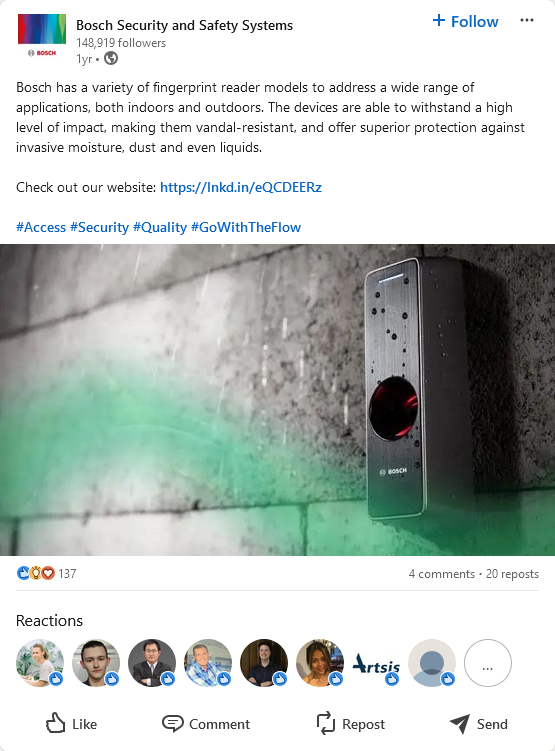 Bosch Security and Safety Systems
+ Follow
BOSCH
148,919 followers
1yr •
Bosch has a variety of fingerprint reader models to address a wide range of
applications, both indoors and outdoors. The devices are able to withstand a high
level of impact, making them vandal-resistant, and offer superior protection against
invasive moisture, dust and even liquids.
Check out our website: https://lnkd.in/eQCDEERz
#Access #Security #Quality #GoWithTheFlow
BOSCH
137
4 comments • 20 reposts
Reactions
Artsis
...
Like
Comment
Repost
Send